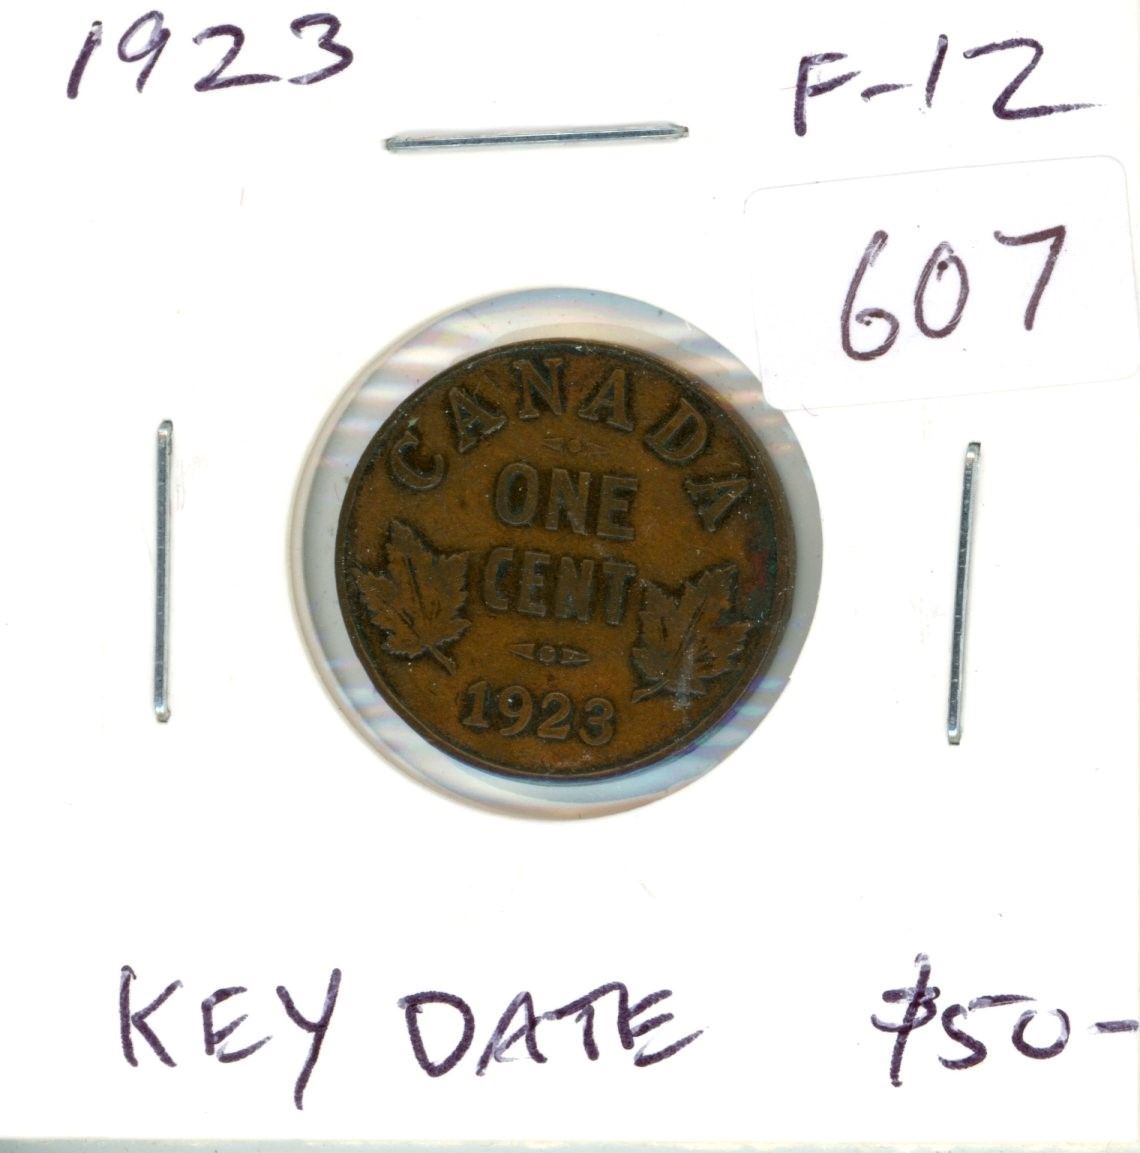 1923
F-12
607
CANADA
ONE
CENT
1923
KEY DATE $50-